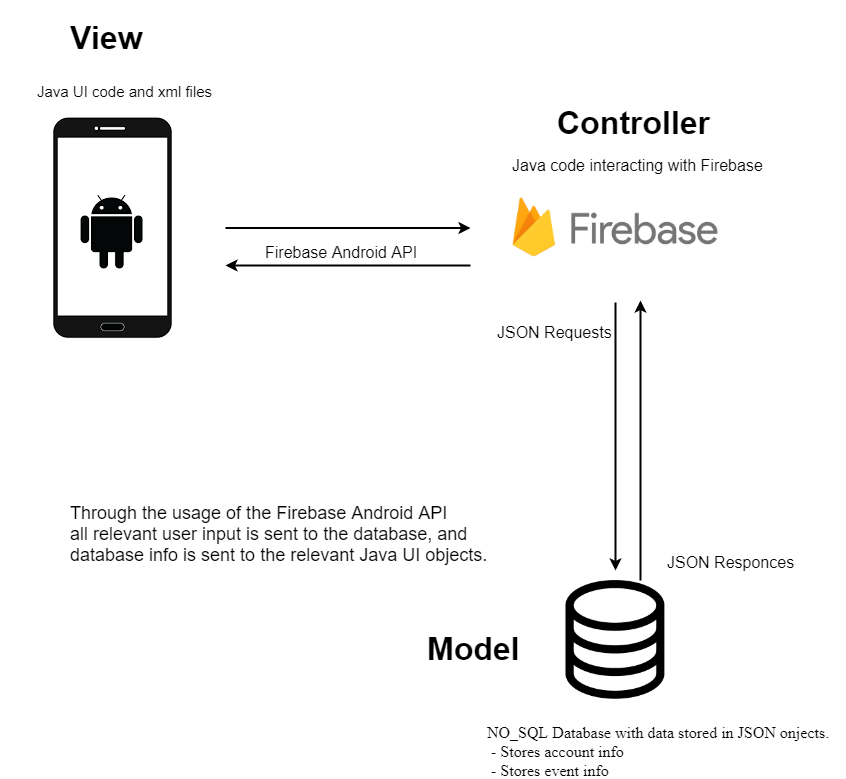 View
Java UI code and xml files
Controller
Java code interacting with Firebase
Firebase
Firebase Android API
JSON Requests
Through the usage of the Firebase Android API
all relevant user input is sent to the database, and
database info is sent to the relevant Java UI objects.
JSON Responces
Model
NO_SQL Database with data stored in JSON onjects.
- Stores account info
- Stores event info